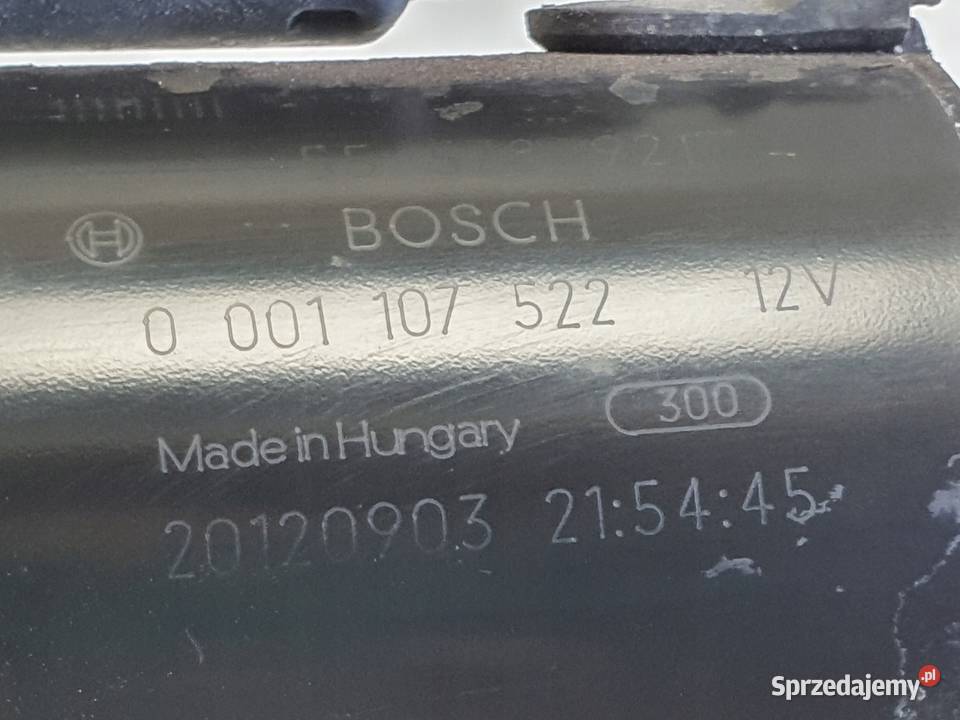 BOSCH
0 001 107 522 12V
300
Made in Hungary
20120903 21:54:45
Sprzedajemy.pl